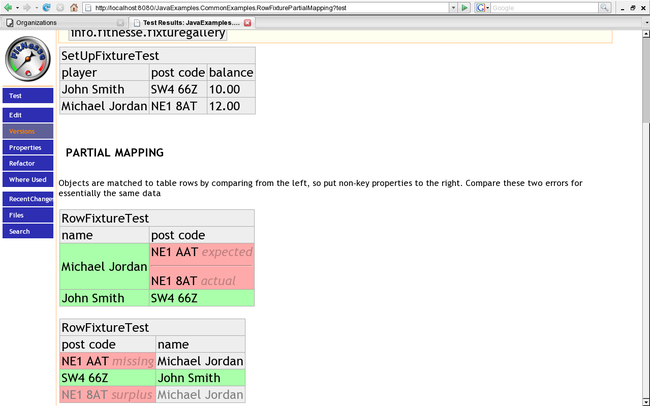 http://localhost:8080/JavaExamples.CommonExamples.RowFixturePartialMapping?test
Organizations
Test Results: JavaExamples....
info.fitnesse.fixturegallery
FitNesse
Test
Edit
Versions
Properties
Refactor
Where Used
RecentChanges
Files
Search
SetUpFixtureTest
player post code balance
John Smith SW4 66Z 10.00
Michael Jordan NE1 8AT 12.00
PARTIAL MAPPING
Objects are matched to table rows by comparing from the left, so put non-key properties to the right. Compare these two errors for
essentially the same data
RowFixtureTest
name post code
Michael Jordan NE1 AAT expected
NE1 8AT actual
John Smith SW4 66Z
RowFixtureTest
post code name
NE1 AAT missing Michael Jordan
SW4 66Z John Smith
NE1 8AT surplus Michael Jordan